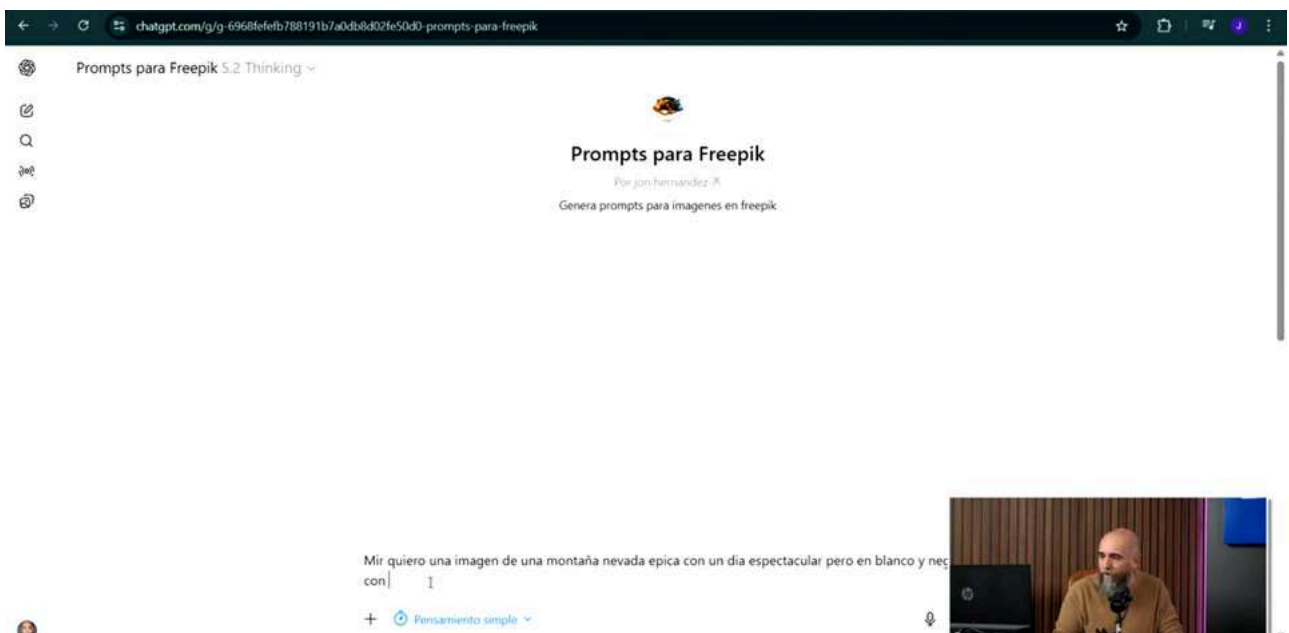 chatgpt.com/g/g-6968fefefb788191b7a0db8d02fe50d0-prompts-para-freepik
J
Prompts para Freepik 5.2 Thinking
Prompts para Freepik
Por jon hernandez
Genera prompts para imagenes en freepik
Mir quiero una imagen de una montaña nevada epica con un dia espectacular pero en blanco y
con
+ Pensamiento simple
hp